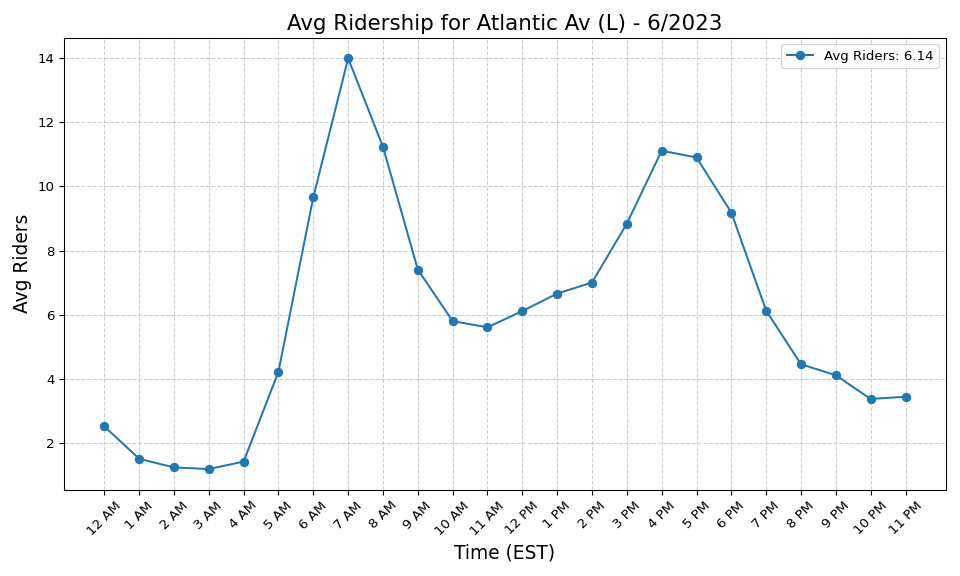 Avg Ridership for Atlantic Av (L) - 6/2023
Avg Riders: 6.14
Avg Riders
14
12
10
8
6
4
2
12 AM
1 AM
2 AM
3 AM
4 AM
5 AM
6 AM
7 AM
8 AM
9 AM
10 AM
11 AM
12 PM
1 PM
2 PM
3 PM
4 PM
5 PM
6 PM
7 PM
8 PM
9 PM
10 PM
11 PM
Time (EST)